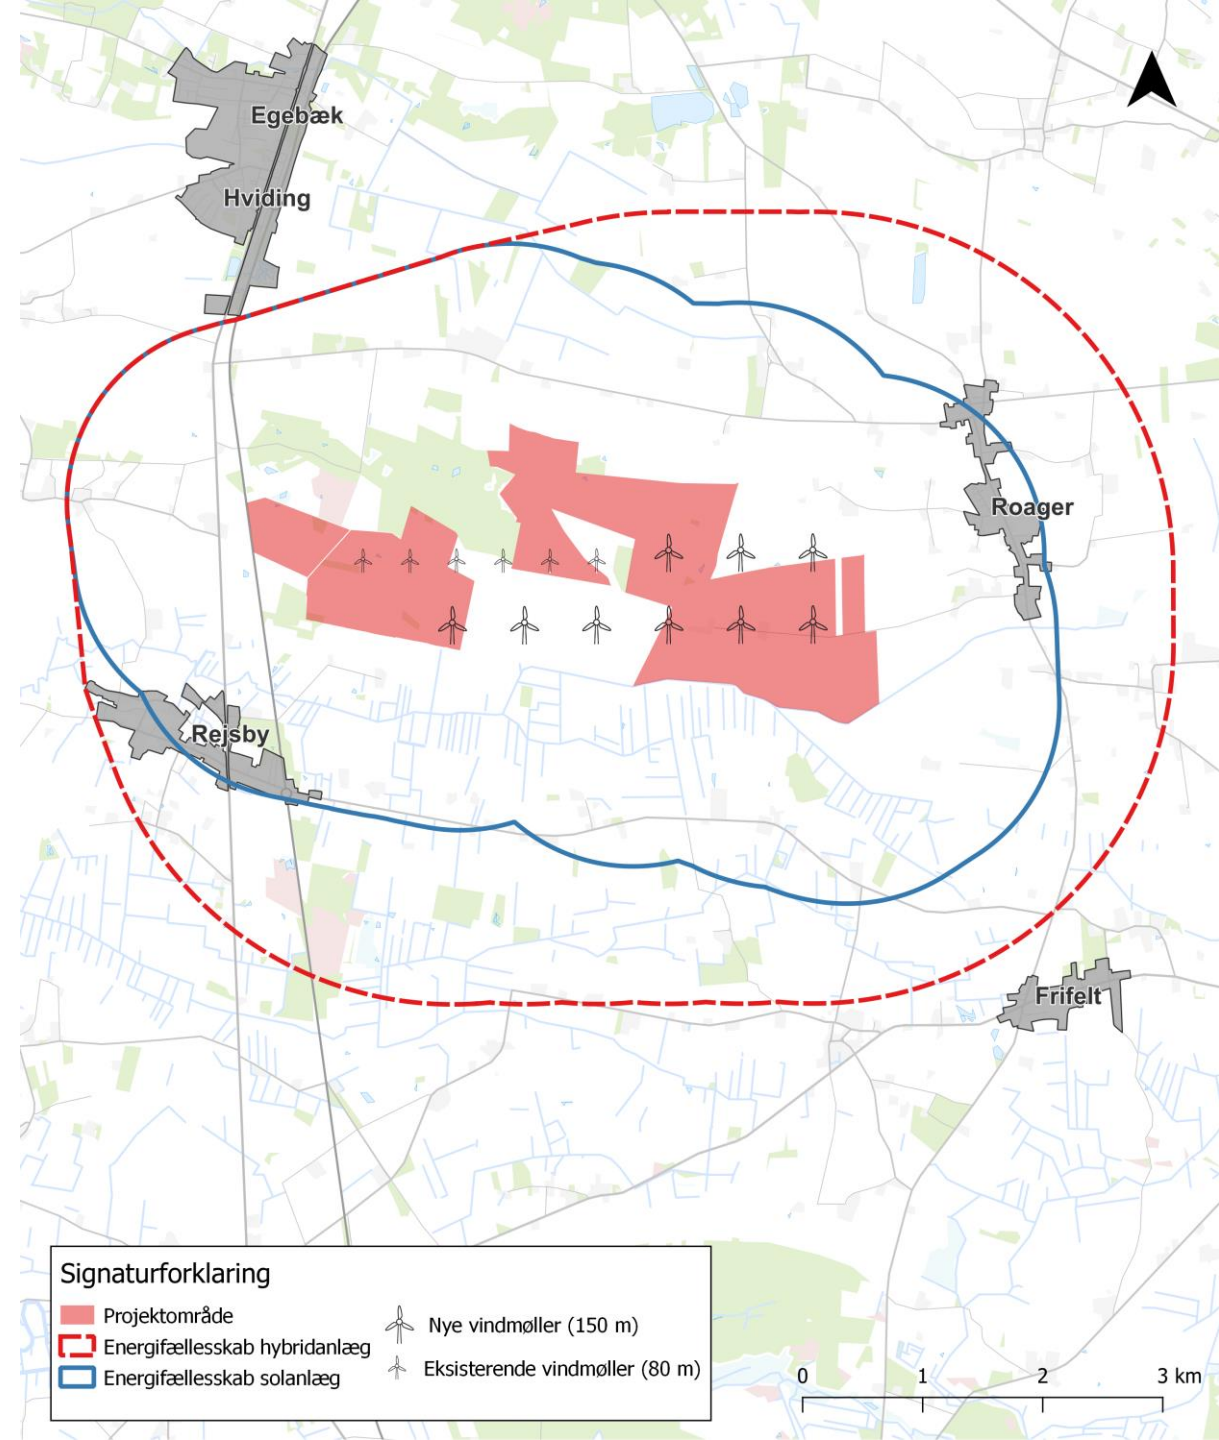 Egebæk
Hviding
Roager
Rejsby
Frifelt
Signaturforklaring
Projektområde
Energifællesskab hybridanlæg
Energifællesskab solanlæg
Nye vindmøller (150 m)
Eksisterende vindmøller (80 m)
0 1 2 3 km